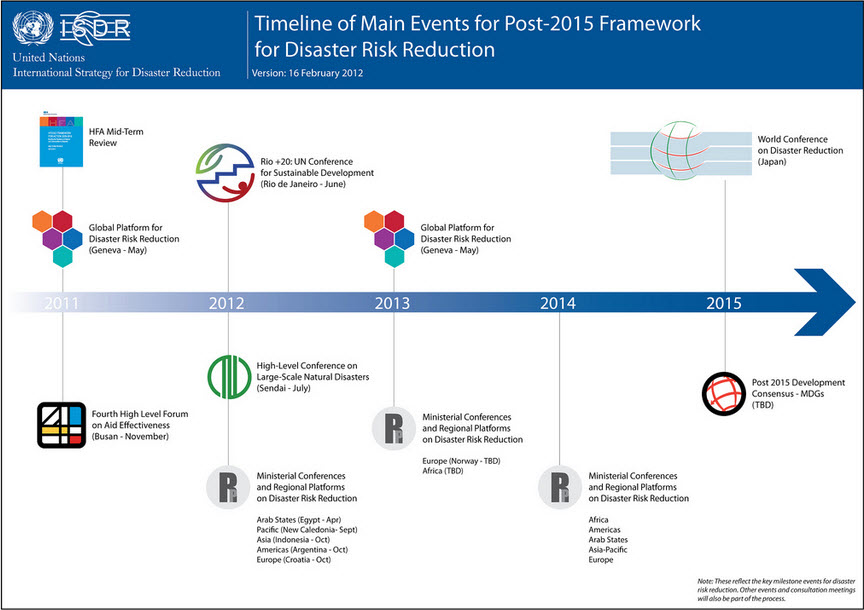 ISDR
United Nations
International Strategy for Disaster Reduction
Timeline of Main Events for Post-2015 Framework
for Disaster Risk Reduction
Version: 16 February 2012
HFA
HFA Mid-Term
Review
Rio +20: UN Conference
for Sustainable Development
(Rio de Janeiro - June)
World Conference
on Disaster Reduction
(Japan)
Global Platform for
Disaster Risk Reduction
(Geneva - May)
Global Platform for
Disaster Risk Reduction
(Geneva - May)
2011
2012
2013
2014
2015
High-Level Conference on
Large-Scale Natural Disasters
(Sendai - July)
Post 2015 Development
Consensus - MDGs
(TBD)
4
Fourth High Level Forum
on Aid Effectiveness
(Busan - November)
RP
Ministerial Conferences
and Regional Platforms
on Disaster Risk Reduction
Europe (Norway - TBD)
Africa (TBD)
RP
Ministerial Conferences
and Regional Platforms
on Disaster Risk Reduction
Arab States (Egypt - Apr)
Pacific (New Caledonia- Sept)
Asia (Indonesia - Oct)
Americas (Argentina - Oct)
Europe (Croatia - Oct)
RP
Ministerial Conferences
and Regional Platforms
on Disaster Risk Reduction
Africa
Americas
Arab States
Asia-Pacific
Europe
Note: These reflect the key milestone events for disaster
risk reduction. Other events and consultation meetings
will also be part of the process.